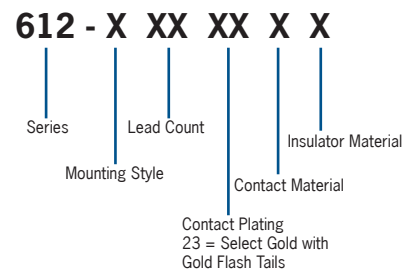 612 - X XX XX X X
Series
Lead Count
Insulator Material
Mounting Style
Contact Material
Contact Plating
23 = Select Gold with
Gold Flash Tails